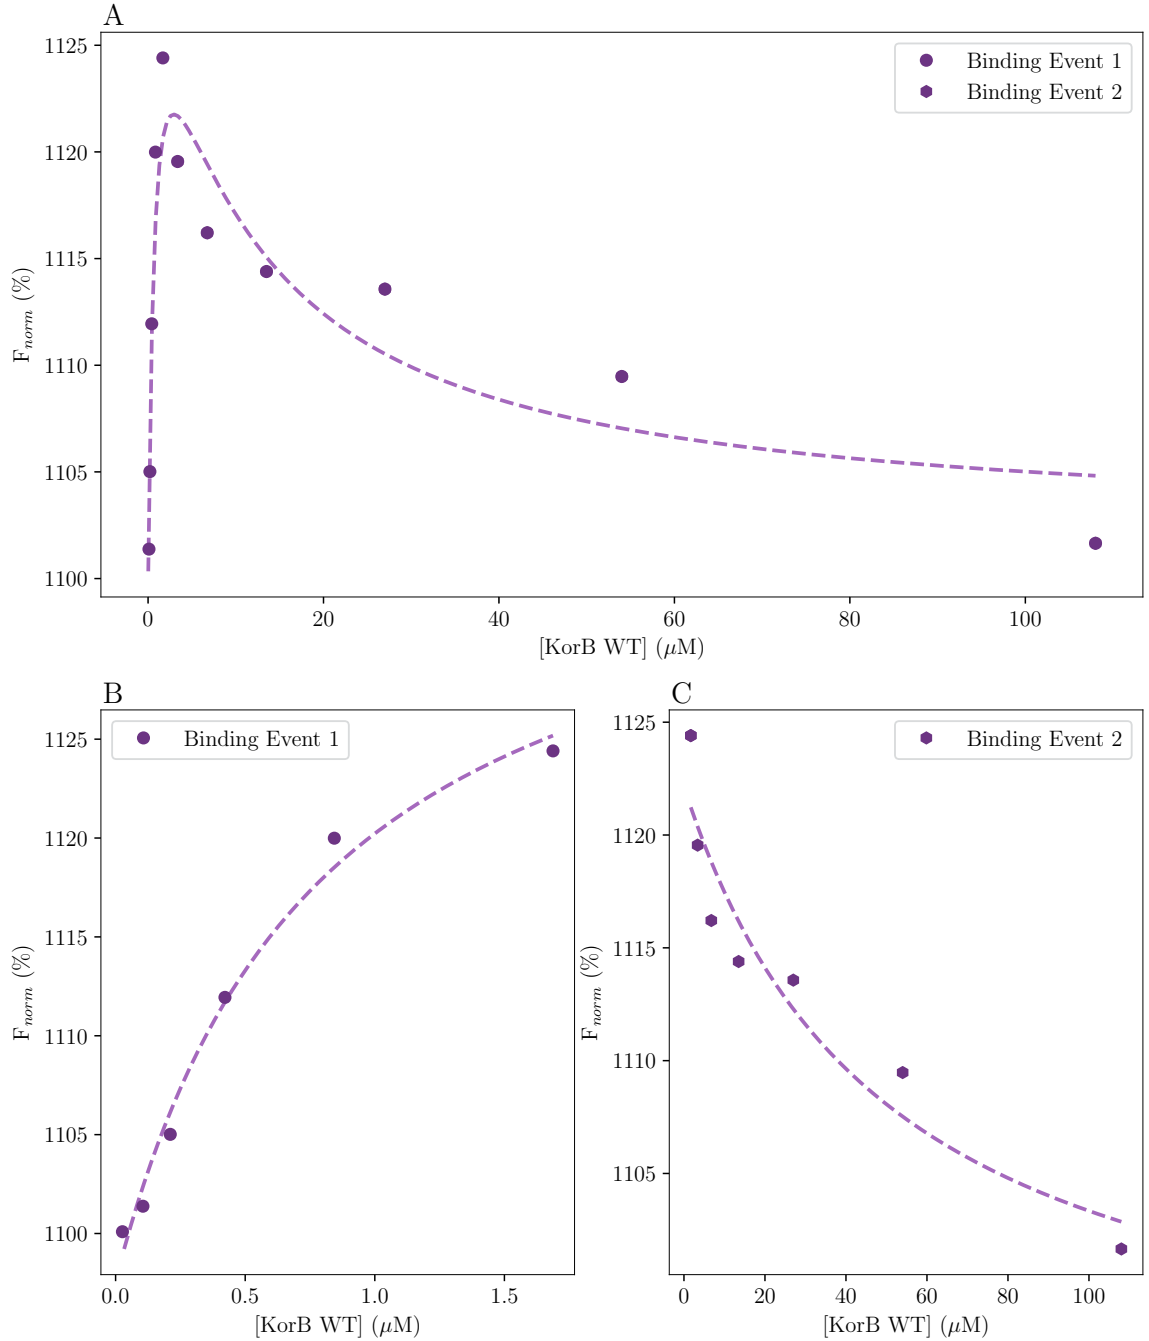 A
1125
1120
1115
1110
1105
1100
F_norm (%)
Binding Event 1
Binding Event 2
0 20 40 60 80 100
[KorB WT] (μM)
B
1125
1120
1115
1110
1105
1100
F_norm (%)
Binding Event 1
0.0 0.5 1.0 1.5
[KorB WT] (μM)
C
1125
1120
1115
1110
1105
F_norm (%)
Binding Event 2
0 20 40 60 80 100
[KorB WT] (μM)